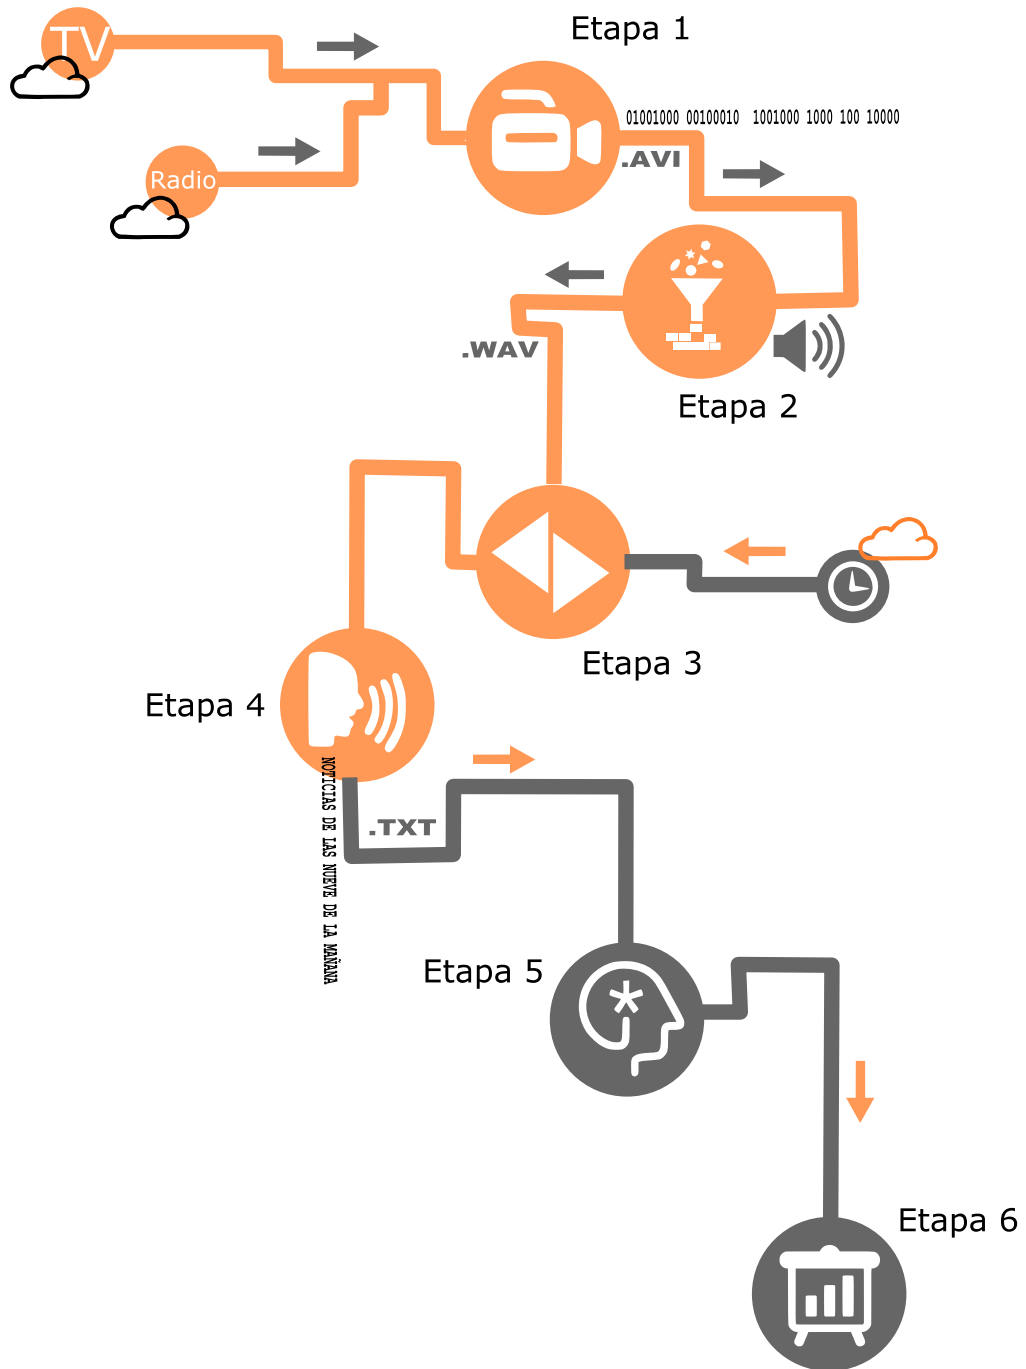 Etapa 1
TV
01001000 00100010 1001000 1000 100 10000
.AVI
Radio
.WAV
Etapa 2
Etapa 3
Etapa 4
NOTICIAS DE LAS NUEVE DE LA MAÑANA
.TXT
Etapa 5
Etapa 6